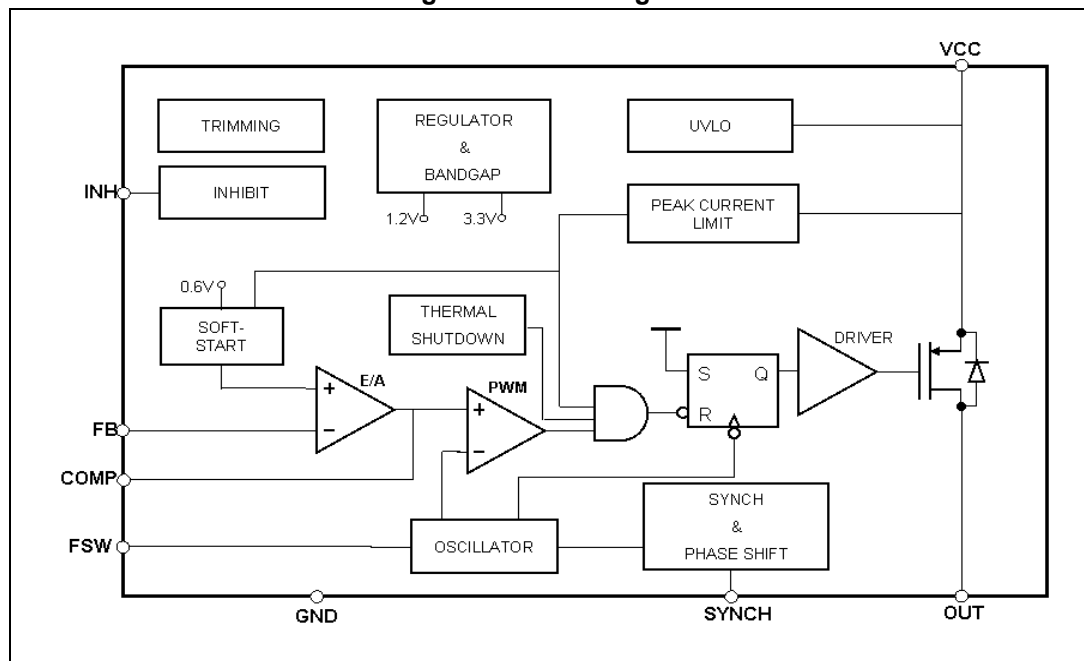 VCC
TRIMMING
REGULATOR
&
BANDGAP
UVLO
INH
INHIBIT
1.2V
3.3V
PEAK CURRENT
LIMIT
0.6V
SOFT-
START
THERMAL
SHUTDOWN
DRIVER
E/A
PWM
S
Q
R
+
-
+
-
FB
COMP
FSW
OSCILLATOR
SYNCH
&
PHASE SHIFT
GND
SYNCH
OUT